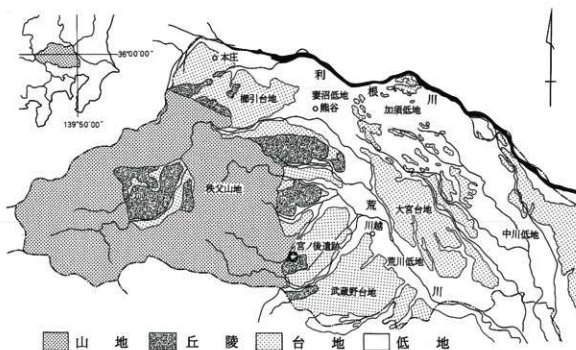 36°00'00"
139°50'00"
本庄
櫛引台地
利根川
妻沼低地
熊谷
加須低地
秩父山地
荒川
大宮台地
川越
中川低地
宮ノ後遺跡
荒川低地
武蔵野台地
山地 丘陵 台地 低地